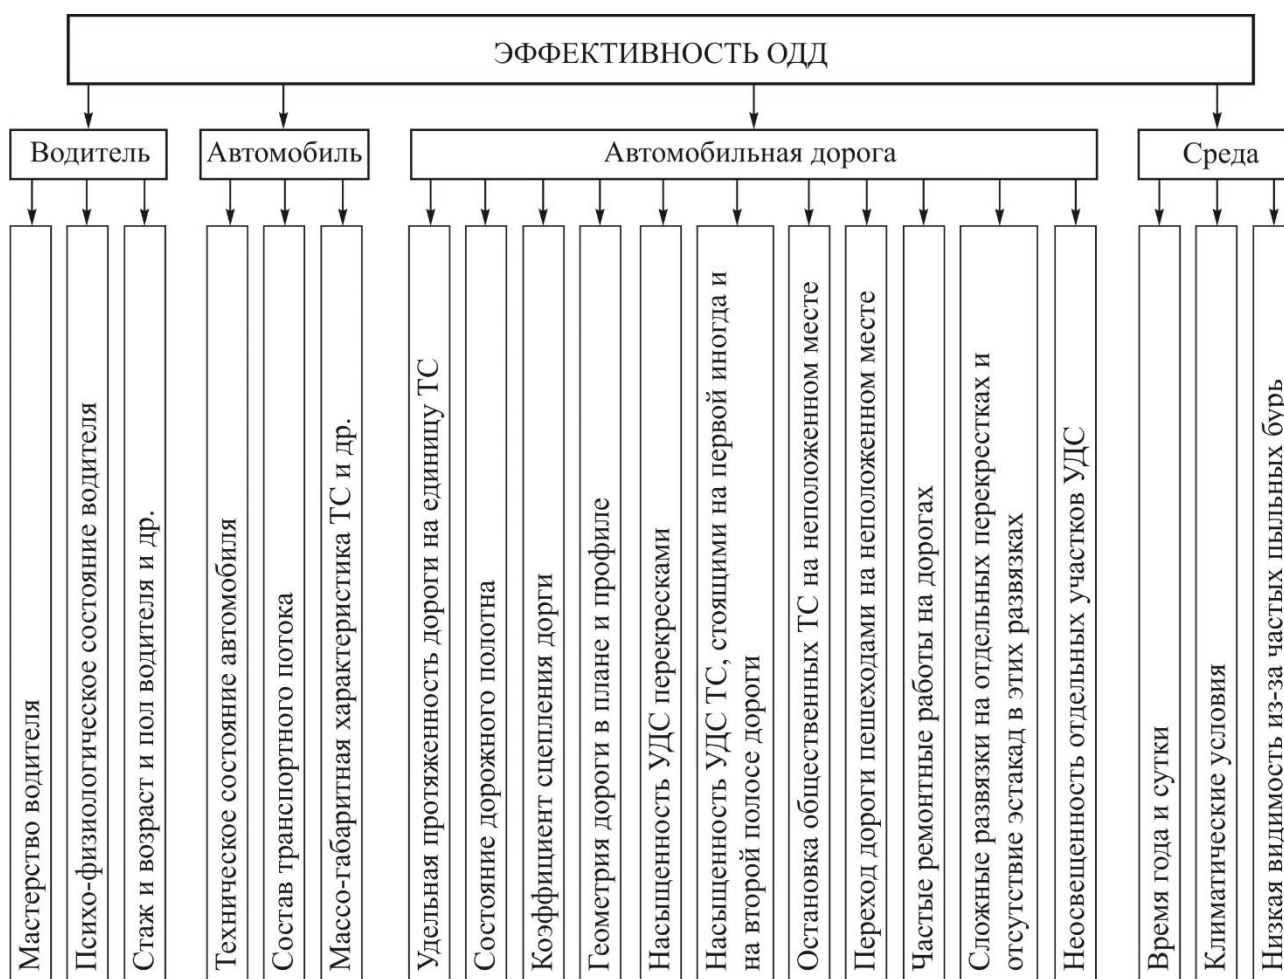 ЭФФЕКТИВНОСТЬ ОДД
Водитель
Автомобиль
Автомобильная дорога
Среда
Мастерство водителя
Психо-физиологическое состояние водителя
Стаж и возраст и пол водителя и др.
Техническое состояние автомобиля
Состав транспортного потока
Массо-габаритная характеристика ТС и др.
Удельная протяженность дороги на единицу ТС
Состояние дорожного полотна
Коэффициент сцепления дорги
Геометрия дороги в плане и профиле
Насыщенность УДС перекресками
Насыщенность УДС ТС, стоящими на первой иногда и
на второй полосе дороги
Остановка общественных ТС на неположенном месте
Переход дороги пешеходами на неположенном месте
Частые ремонтные работы на дорогах
Сложные развязки на отдельных перекрестках и
отсутствие эстакад в этих развязках
Неосвещенность отдельных участков УДС
Время года и сутки
Климатические условия
Низкая видимость из-за частых пыльных бурь